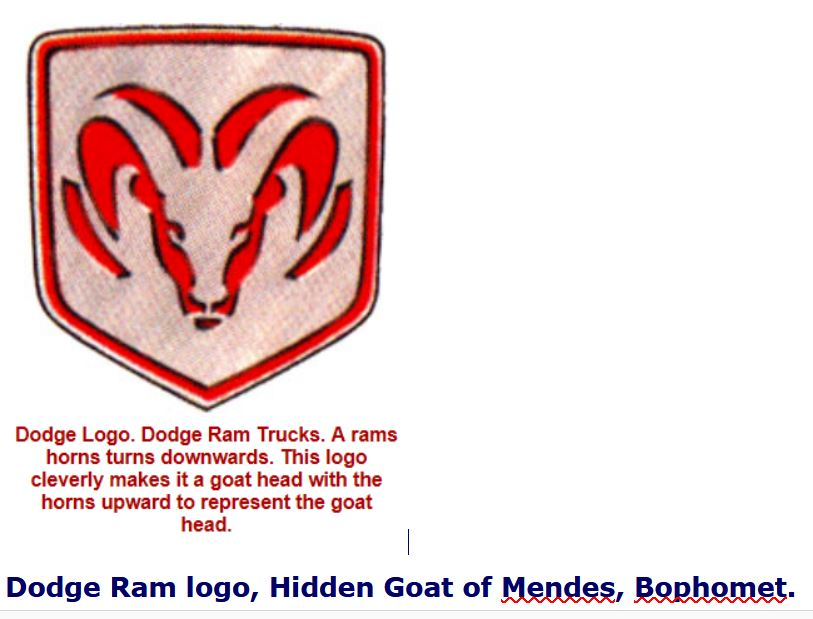 Dodge Logo. Dodge Ram Trucks. A rams
horns turns downwards. This logo
cleverly makes it a goat head with the
horns upward to represent the goat
head.
Dodge Ram logo, Hidden Goat of Mendes, Bophomet.